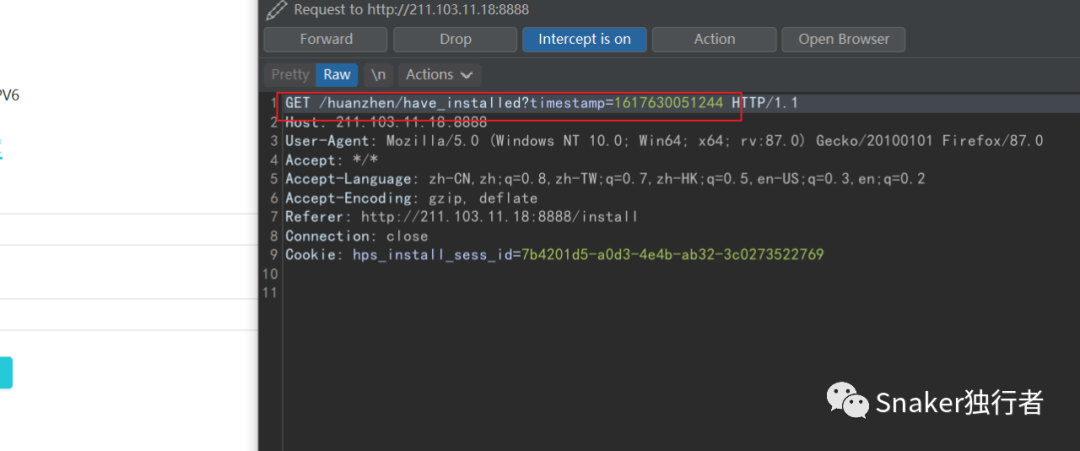 Request to http://211.103.11.18:8888
Forward
Drop
Intercept is on
Action
Open Browser
Pretty
Raw
\n
Actions
PV6
1 GET /huanzhen/have_installed?timestamp=1617630051244 HTTP/1.1
2 Host: 211.103.11.18:8888
3 User-Agent: Mozilla/5.0 (Windows NT 10.0; Win64; x64; rv:87.0) Gecko/20100101 Firefox/87.0
4 Accept: */*
5 Accept-Language: zh-CN,zh;q=0.8,zh-TW;q=0.7,zh-HK;q=0.5,en-US;q=0.3,en;q=0.2
6 Accept-Encoding: gzip, deflate
7 Referer: http://211.103.11.18:8888/install
8 Connection: close
9 Cookie: hps_install_sess_id=7b4201d5-a0d3-4e4b-ab32-3c0273522769
10
11
Snaker独行者